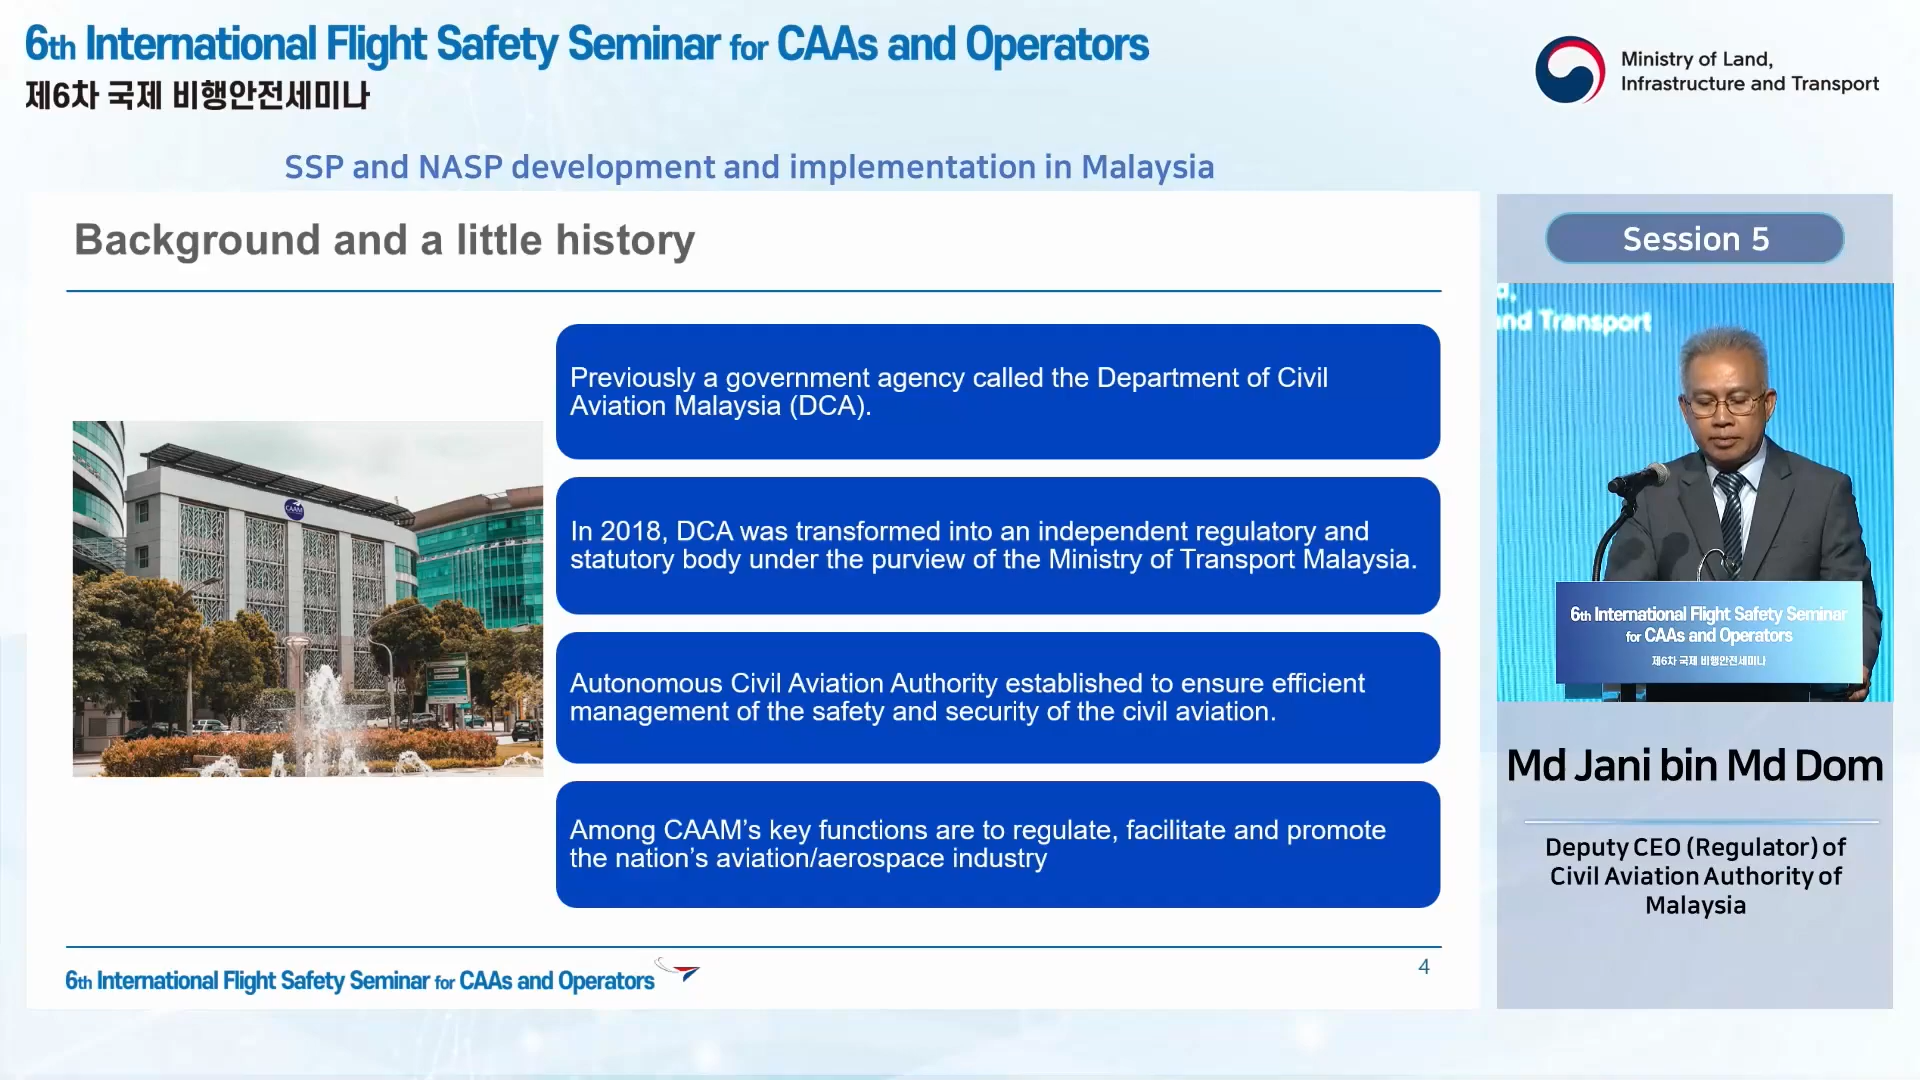 6th International Flight Safety Seminar for CAAs and Operators
제6차 국제 비행안전세미나
Ministry of Land,
Infrastructure and Transport
SSP and NASP development and implementation in Malaysia
Background and a little history
Previously a government agency called the Department of Civil
Aviation Malaysia (DCA).
In 2018, DCA was transformed into an independent regulatory and
statutory body under the purview of the Ministry of Transport Malaysia.
Autonomous Civil Aviation Authority established to ensure efficient
management of the safety and security of the civil aviation.
Among CAAM’s key functions are to regulate, facilitate and promote
the nation’s aviation/aerospace industry
CAAM
6th International Flight Safety Seminar for CAAs and Operators
4
Session 5
d,
nd Transport
6th International Flight Safety Seminar
for CAAs and Operators
제6차 국제 비행안전세미나
Md Jani bin Md Dom
Deputy CEO (Regulator) of
Civil Aviation Authority of
Malaysia